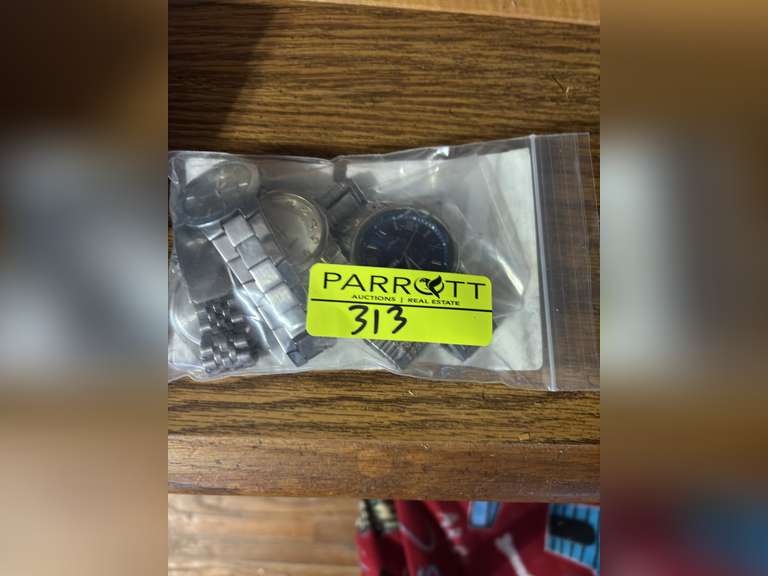 PARROTT
AUCTIONS | REAL ESTATE
313